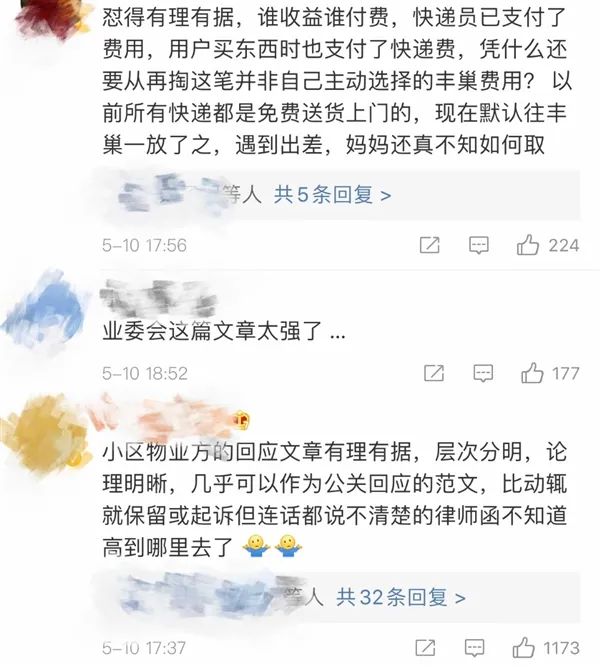 怼得有理有据，谁收益谁付费，快递员已支付了
费用，用户买东西时也支付了快递费，凭什么还
要从再掏这笔并非自己主动选择的丰巢费用？以
前所有快递都是免费送货上门的，现在默认往丰
巢一放了之，遇到出差，妈妈还真不知如何取
等人 共5条回复 >
5-10 17:56 224
业委会这篇文章太强了 ...
5-10 18:52 177
小区物业方的回应文章有理有据，层次分明，论
理明晰，几乎可以作为公关回应的范文，比动辄
就保留或起诉但连话都说不清楚的律师函不知道
高到哪里去了 🤷‍♂️ 🤷‍♂️
等人 共32条回复 >
5-10 17:37 1173